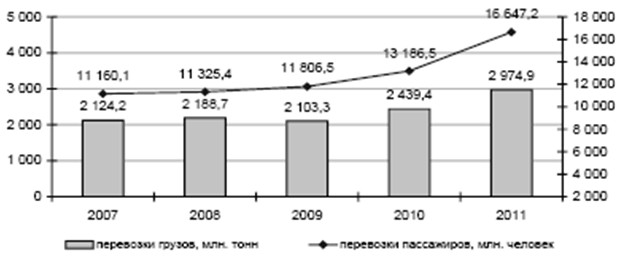 5 000 18 000
16 647,2
16 000
4 000 13 186,5 14 000
11 160,1 11 325,4 11 806,5 2 974,9
3 000 12 000
2 124,2 2 188,7 2 103,3 2 439,4
10 000
2 000
8 000
1 000 6 000
4 000
0 2 000
2007 2008 2009 2010 2011
перевозки грузов, млн. тонн перевозки пассажиров, млн. человек